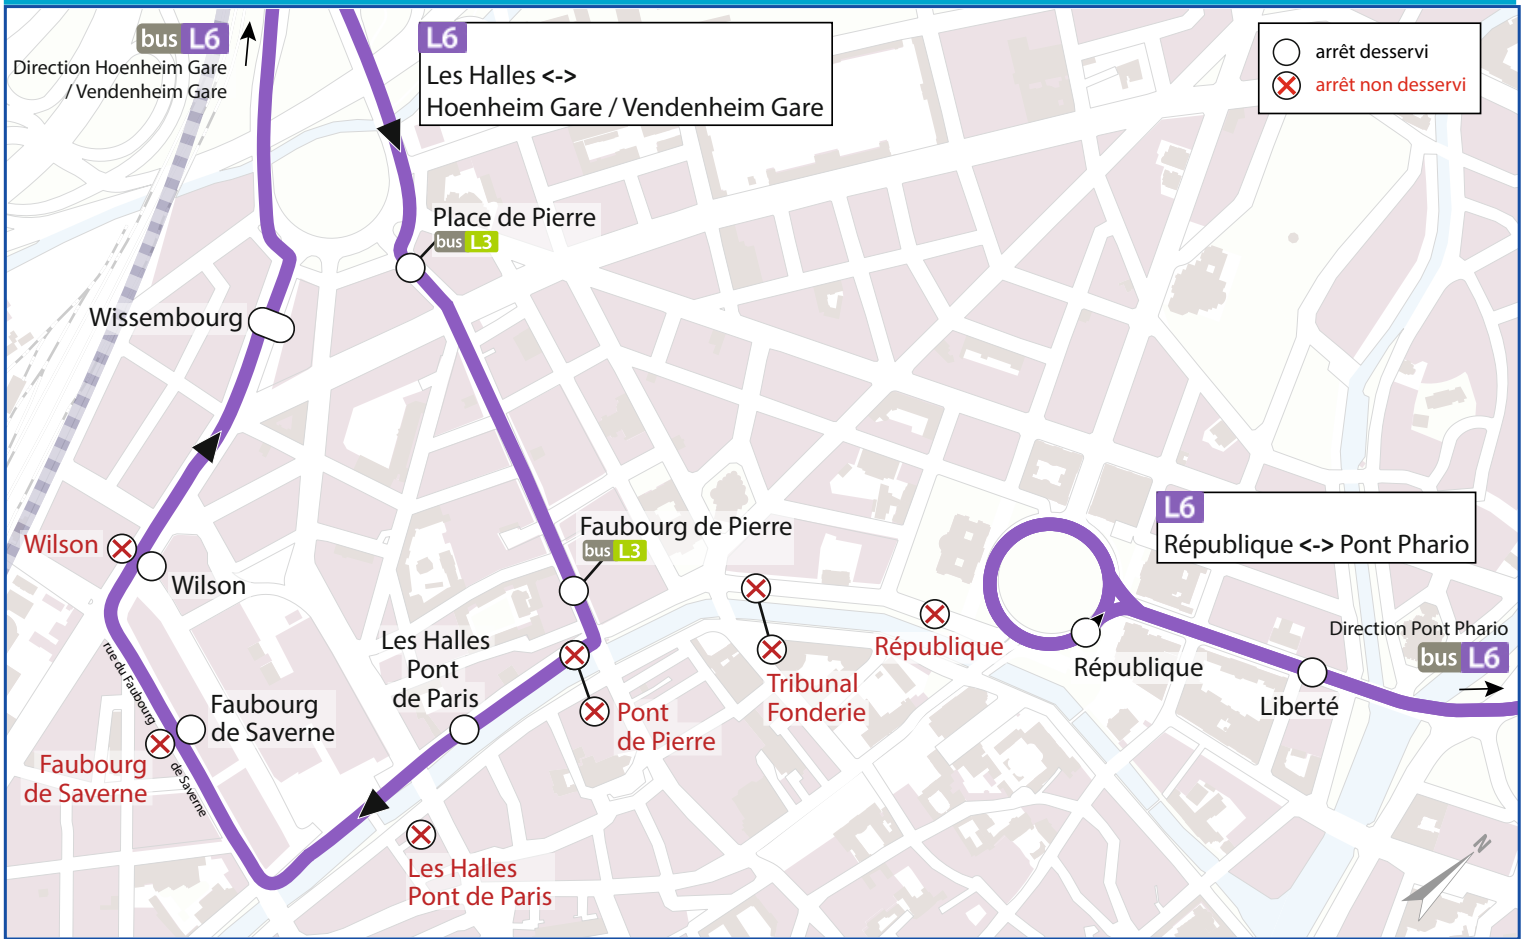 bus L6
Direction Hoenheim Gare
/ Vendenheim Gare
L6
Les Halles <->
Hoenheim Gare / Vendenheim Gare
arrêt desservi
arrêt non desservi
Place de Pierre
bus L3
Wissembourg
Wilson
Wilson
Faubourg de Pierre
bus L3
L6
République <-> Pont Phario
Direction Pont Phario
bus L6
Les Halles
Pont
de Paris
République
République
Liberté
Tribunal
Fonderie
Pont
de Pierre
rue du Faubourg
de Saverne
Faubourg
de Saverne
Faubourg
de Saverne
Les Halles
Pont de Paris
N